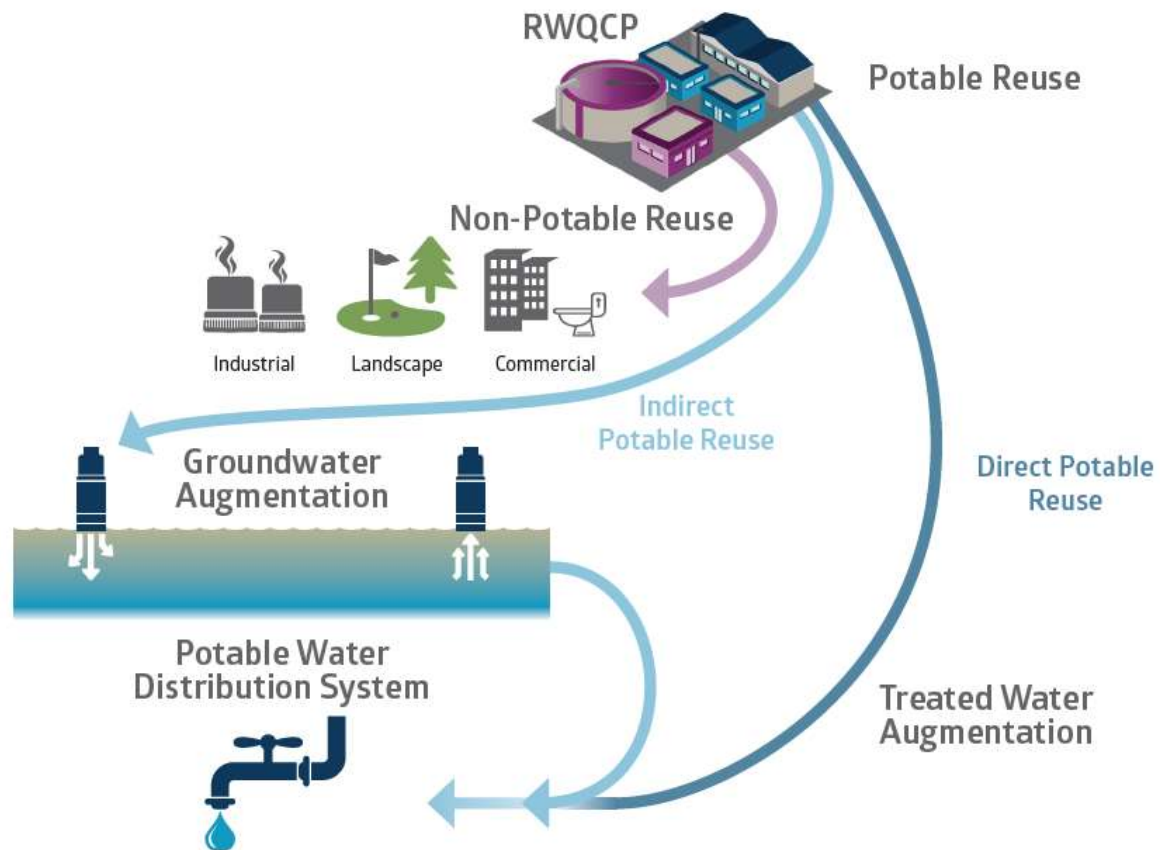 RWQCP
Potable Reuse
Non-Potable Reuse
Industrial
Landscape
Commercial
Indirect
Potable Reuse
Groundwater
Augmentation
Direct Potable
Reuse
Potable Water
Distribution System
Treated Water
Augmentation